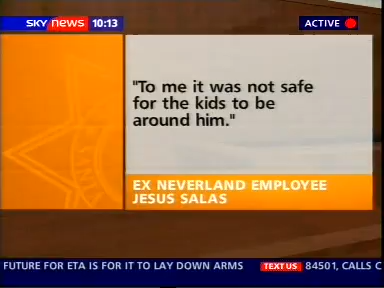 sky news 10:13
ACTIVE
"To me it was not safe
for the kids to be
around him."
EX NEVERLAND EMPLOYEE
JESUS SALAS
FUTURE FOR ETA IS FOR IT TO LAY DOWN ARMS TEXT US 84501, CALLS C